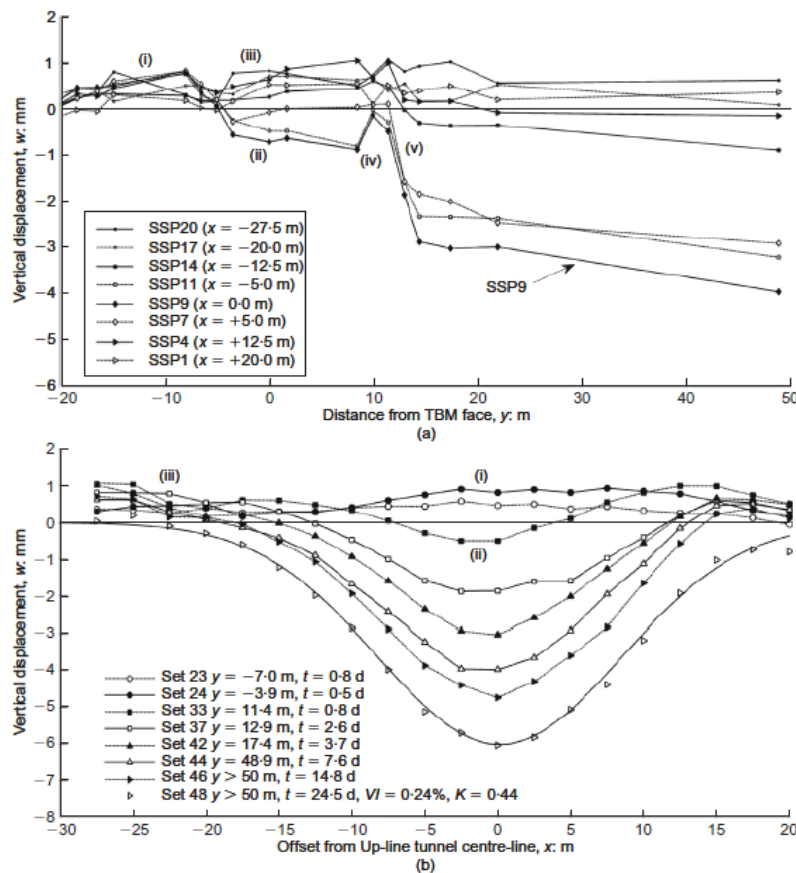 2
1
0
−1
−2
−3
−4
−5
−6
Vertical displacement, w: mm
(i)
(iii)
(ii)
(iv)
(v)
SSP20 (x = −27·5 m)
SSP17 (x = −20·0 m)
SSP14 (x = −12·5 m)
SSP11 (x = −5·0 m)
SSP9 (x = 0·0 m)
SSP7 (x = +5·0 m)
SSP4 (x = +12·5 m)
SSP1 (x = +20·0 m)
SSP9
−20 −10 0 10 20 30 40 50
Distance from TBM face, y: m
(a)
2
1
0
−1
−2
−3
−4
−5
−6
−7
−8
Vertical displacement, w: mm
(iii)
(i)
(ii)
Set 23 y = −7·0 m, t = 0·8 d
Set 24 y = −3·9 m, t = 0·5 d
Set 33 y = 11·4 m, t = 0·8 d
Set 37 y = 12·9 m, t = 2·6 d
Set 42 y = 17·4 m, t = 3·7 d
Set 44 y = 48·9 m, t = 7·6 d
Set 46 y > 50 m, t = 14·8 d
Set 48 y > 50 m, t = 24·5 d, Vl = 0·24%, K = 0·44
−30 −25 −20 −15 −10 −5 0 5 10 15 20
Offset from Up-line tunnel centre-line, x: m
(b)